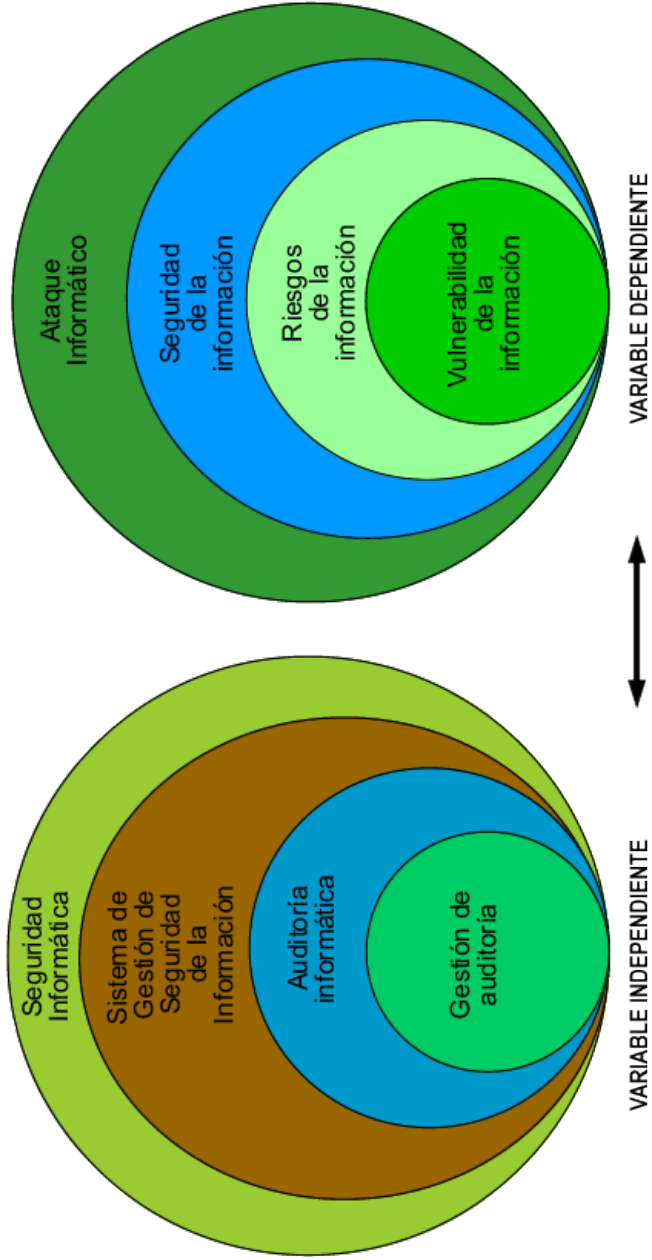 Seguridad
Informática
Sistema de
Gestión de
Seguridad
de la
Información
Auditoría
informática
Gestión de
auditoría
VARIABLE INDEPENDIENTE
Ataque
Informático
Seguridad
de la
información
Riesgos
de la
información
Vulnerabilidad
de la
información
VARIABLE DEPENDIENTE